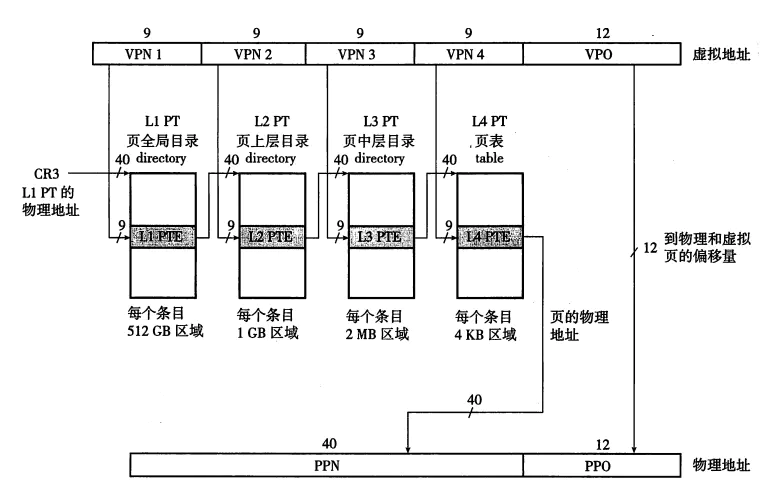 9 9 9 9 12
VPN 1 VPN 2 VPN 3 VPN 4 VPO 虚拟地址
L1 PT L2 PT L3 PT L4 PT
页全局目录 页上层目录 页中层目录 页表
directory directory directory table
40 40 40 40
CR3
L1 PT 的
物理地址
9 9 9 9
L1 PTE L2 PTE L3 PTE L4 PTE
12 到物理和虚拟
页的偏移量
每个条目 每个条目 每个条目 每个条目
512 GB 区域 1 GB 区域 2 MB 区域 4 KB 区域
页的物理
地址
40
40 12
PPN PPO 物理地址